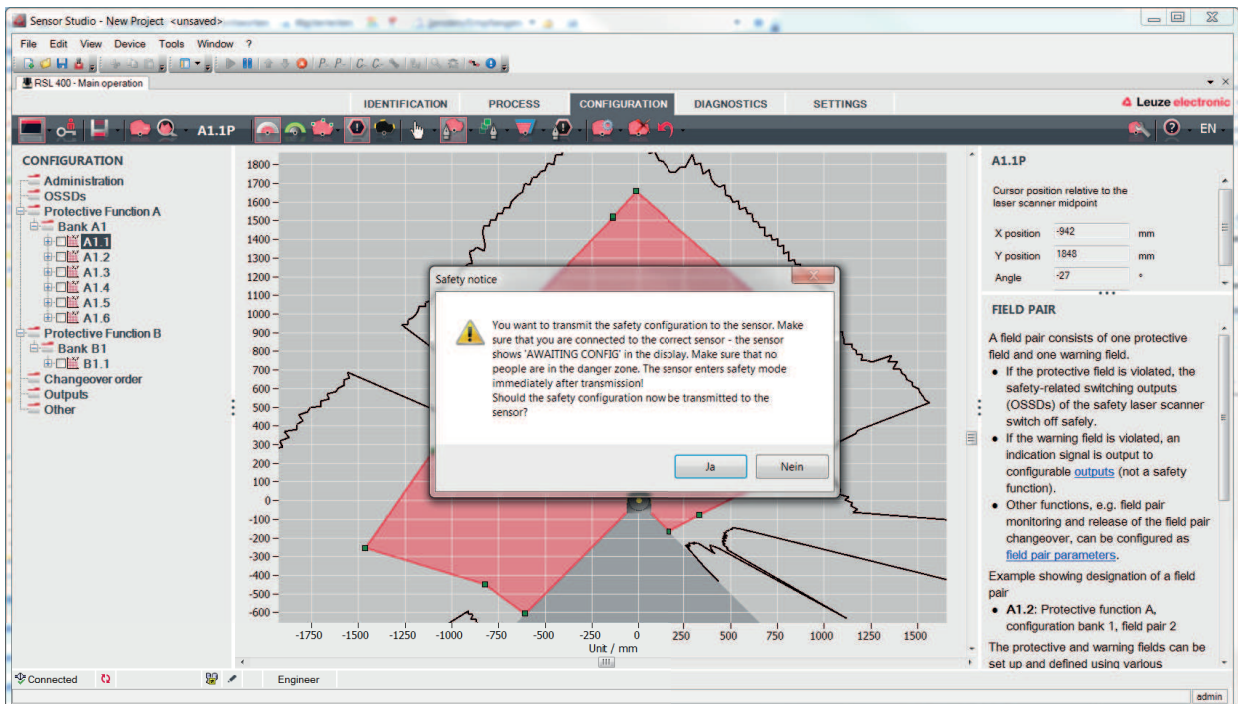 Sensor Studio - New Project <unsaved>
File Edit View Device Tools Window ?
RSL 400 - Main operation
IDENTIFICATION PROCESS CONFIGURATION DIAGNOSTICS SETTINGS
Leuze electronic
A1.1P
EN
CONFIGURATION
Administration
OSSDs
Protective Function A
Bank A1
A1.1
A1.2
A1.3
A1.4
A1.5
A1.6
Protective Function B
Bank B1
B1.1
Changeover order
Outputs
Other
1800
1700
1600
1500
1400
1300
1200
1100
1000
900
800
700
600
500
400
300
200
100
0
-100
-200
-300
-400
-500
-600
-1750 -1500 -1250 -1000 -750 -500 -250 0 250 500 750 1000 1250 1500
Unit / mm
Safety notice
You want to transmit the safety configuration to the sensor. Make
sure that you are connected to the correct sensor - the sensor
shows 'AWAITING CONFIG' in the display. Make sure that no
people are in the danger zone. The sensor enters safety mode
immediately after transmission!
Should the safety configuration now be transmitted to the
sensor?
Ja Nein
A1.1P
Cursor position relative to the
laser scanner midpoint
X position -942 mm
Y position 1848 mm
Angle -27 °
FIELD PAIR
A field pair consists of one protective
field and one warning field.
• If the protective field is violated, the
safety-related switching outputs
(OSSDs) of the safety laser scanner
switch off safely.
• If the warning field is violated, an
indication signal is output to
configurable outputs (not a safety
function).
• Other functions, e.g. field pair
monitoring and release of the field pair
changeover, can be configured as
field pair parameters.
Example showing designation of a field
pair
• A1.2: Protective function A,
configuration bank 1, field pair 2
The protective and warning fields can be
set up and defined using various
Connected
Engineer
admin